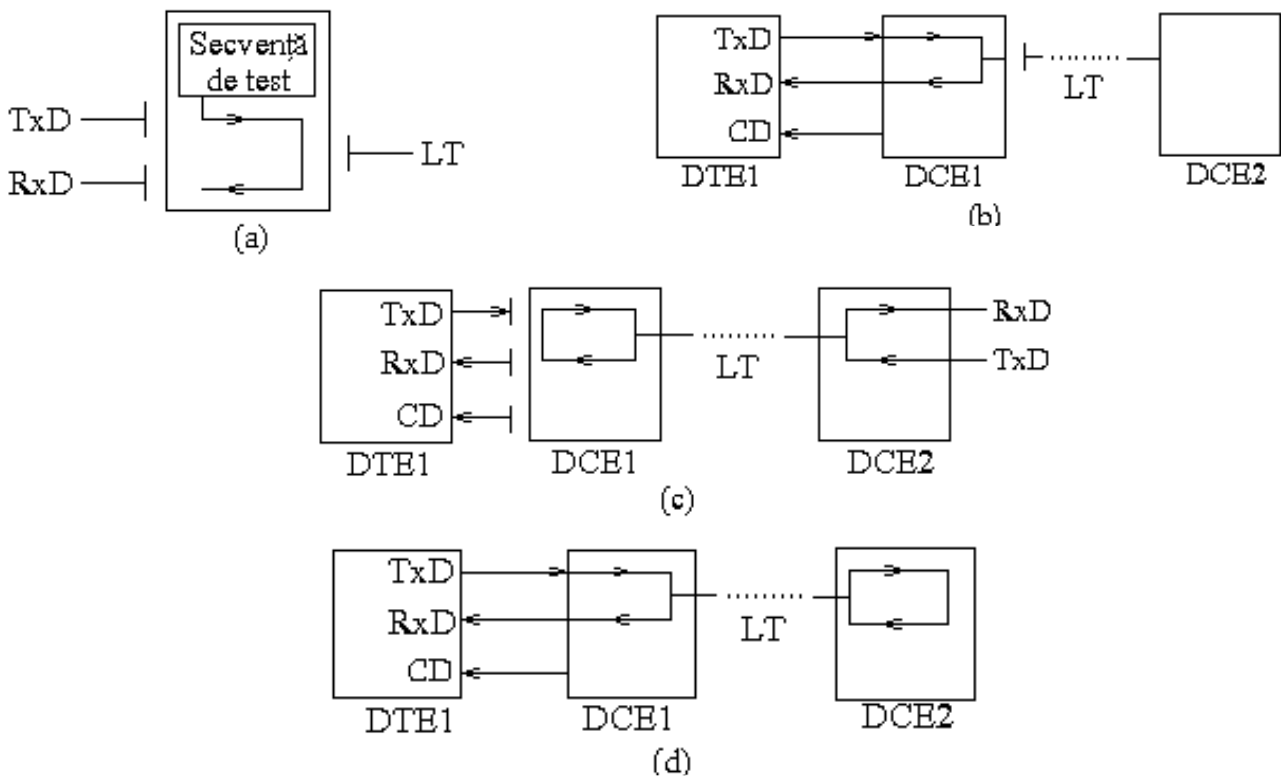 Secvență
de test
TxD
RxD
LT
(a)
TxD
RxD
CD
DTE1
DCE1
LT
DCE2
(b)
TxD
RxD
CD
DTE1
DCE1
LT
DCE2
RxD
TxD
(c)
TxD
RxD
CD
DTE1
DCE1
LT
DCE2
(d)